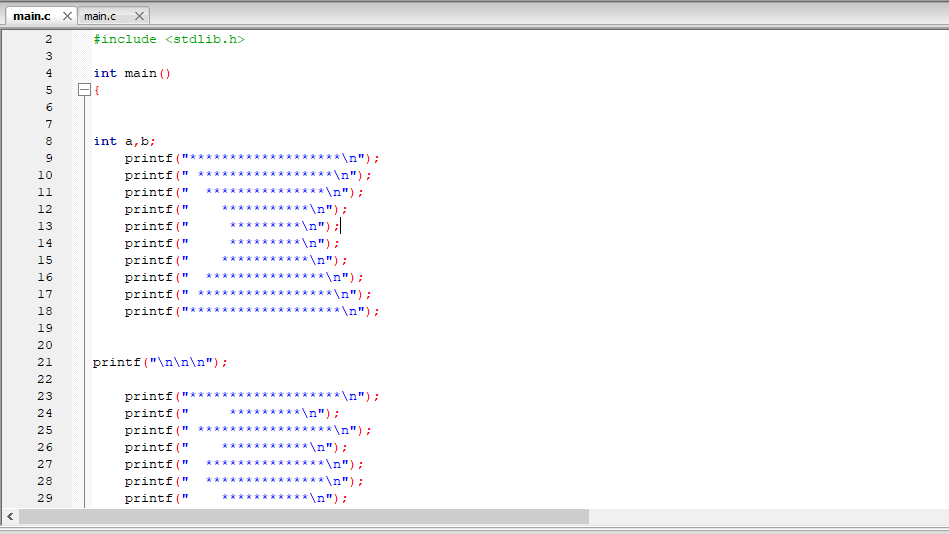 main.c main.c
2 #include <stdlib.h>
3
4 int main()
5 {
6
7
8 int a,b;
9     printf("*******************\n");
10     printf(" *****************\n");
11     printf("  ***************\n");
12     printf("    ***********\n");
13     printf("     *********\n");
14     printf("     *********\n");
15     printf("    ***********\n");
16     printf("  ***************\n");
17     printf(" *****************\n");
18     printf("*******************\n");
19
20
21 printf("\n\n\n");
22
23     printf("*******************\n");
24     printf("     *********\n");
25     printf(" *****************\n");
26     printf("    ***********\n");
27     printf("  ***************\n");
28     printf("  ***************\n");
29     printf("    ***********\n");